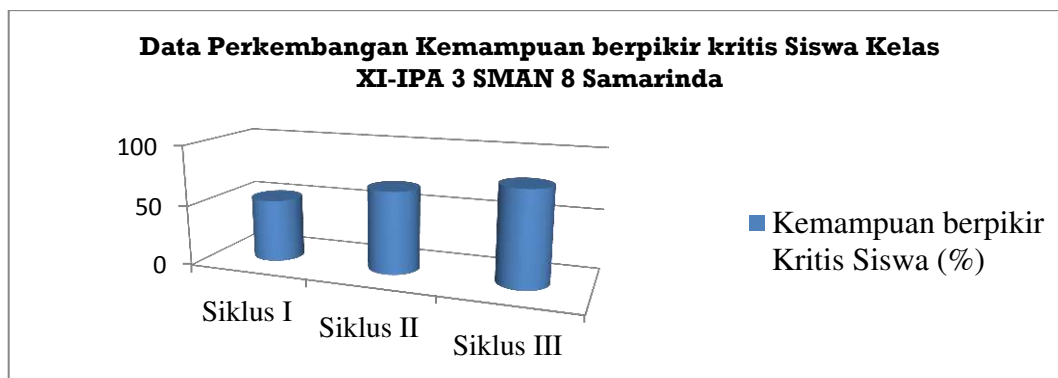 Data Perkembangan Kemampuan berpikir kritis Siswa Kelas
XI-IPA 3 SMAN 8 Samarinda
100
50
0
Siklus I
Siklus II
Siklus III
Kemampuan berpikir
Kritis Siswa (%)